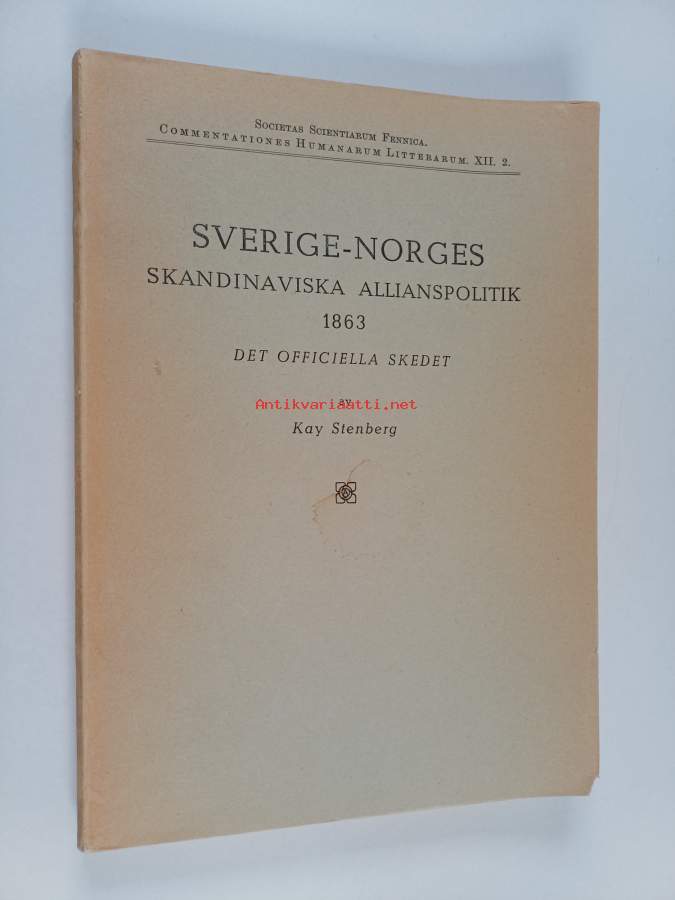 SOCIETAS SCIENTIARUM FENNICA.
COMMENTATIONES HUMANARUM LITTERARUM. XII. 2.
SVERIGE-NORGES
SKANDINAVISKA ALLIANSPOLITIK
1863
DET OFFICIELLA SKEDET
av
Antikvariaatti.net
Kay Stenberg